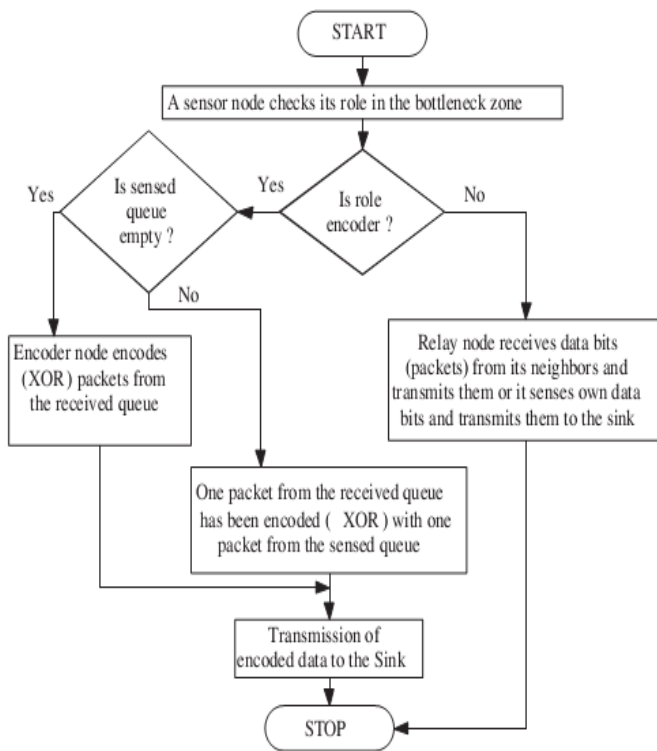 START
A sensor node checks its role in the bottleneck zone
Yes
Is sensed
queue
empty ?
Yes
Is role
encoder ?
No
No
Encoder node encodes
(XOR) packets from
the received queue
Relay node receives data bits
(packets) from its neighbors and
transmits them or it senses own data
bits and transmits them to the sink
One packet from the received queue
has been encoded ( XOR ) with one
packet from the sensed queue
Transmission of
encoded data to the Sink
STOP